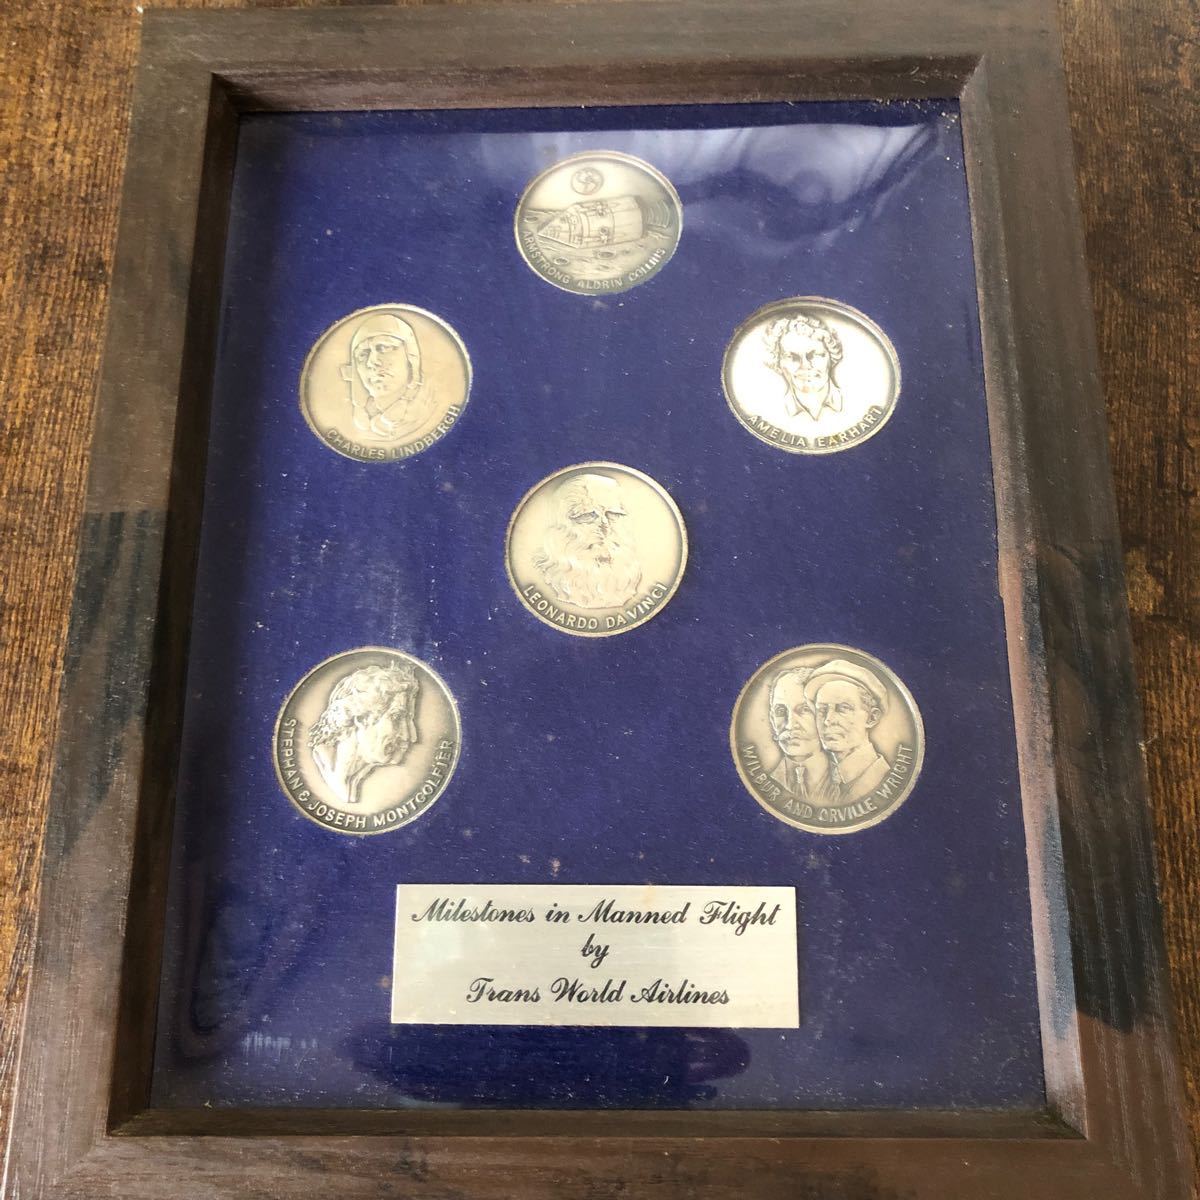 ARMSTRONG ALDRIN COLLINS
CHARLES LINDBERGH
AMELIA EARHART
LEONARDO DA VINCI
STEPHAN & JOSEPH MONTGOLFIER
WILBUR AND ORVILLE WRIGHT
Milestones in Manned Flight
by
Trans World Airlines